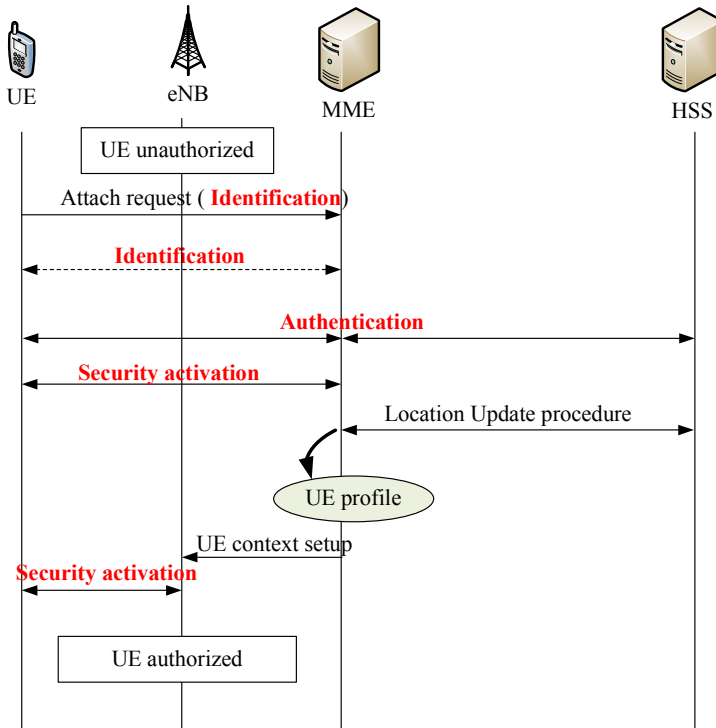 UE
eNB
MME
HSS
UE unauthorized
Attach request ( Identification)
Identification
Authentication
Security activation
Location Update procedure
UE profile
UE context setup
Security activation
UE authorized